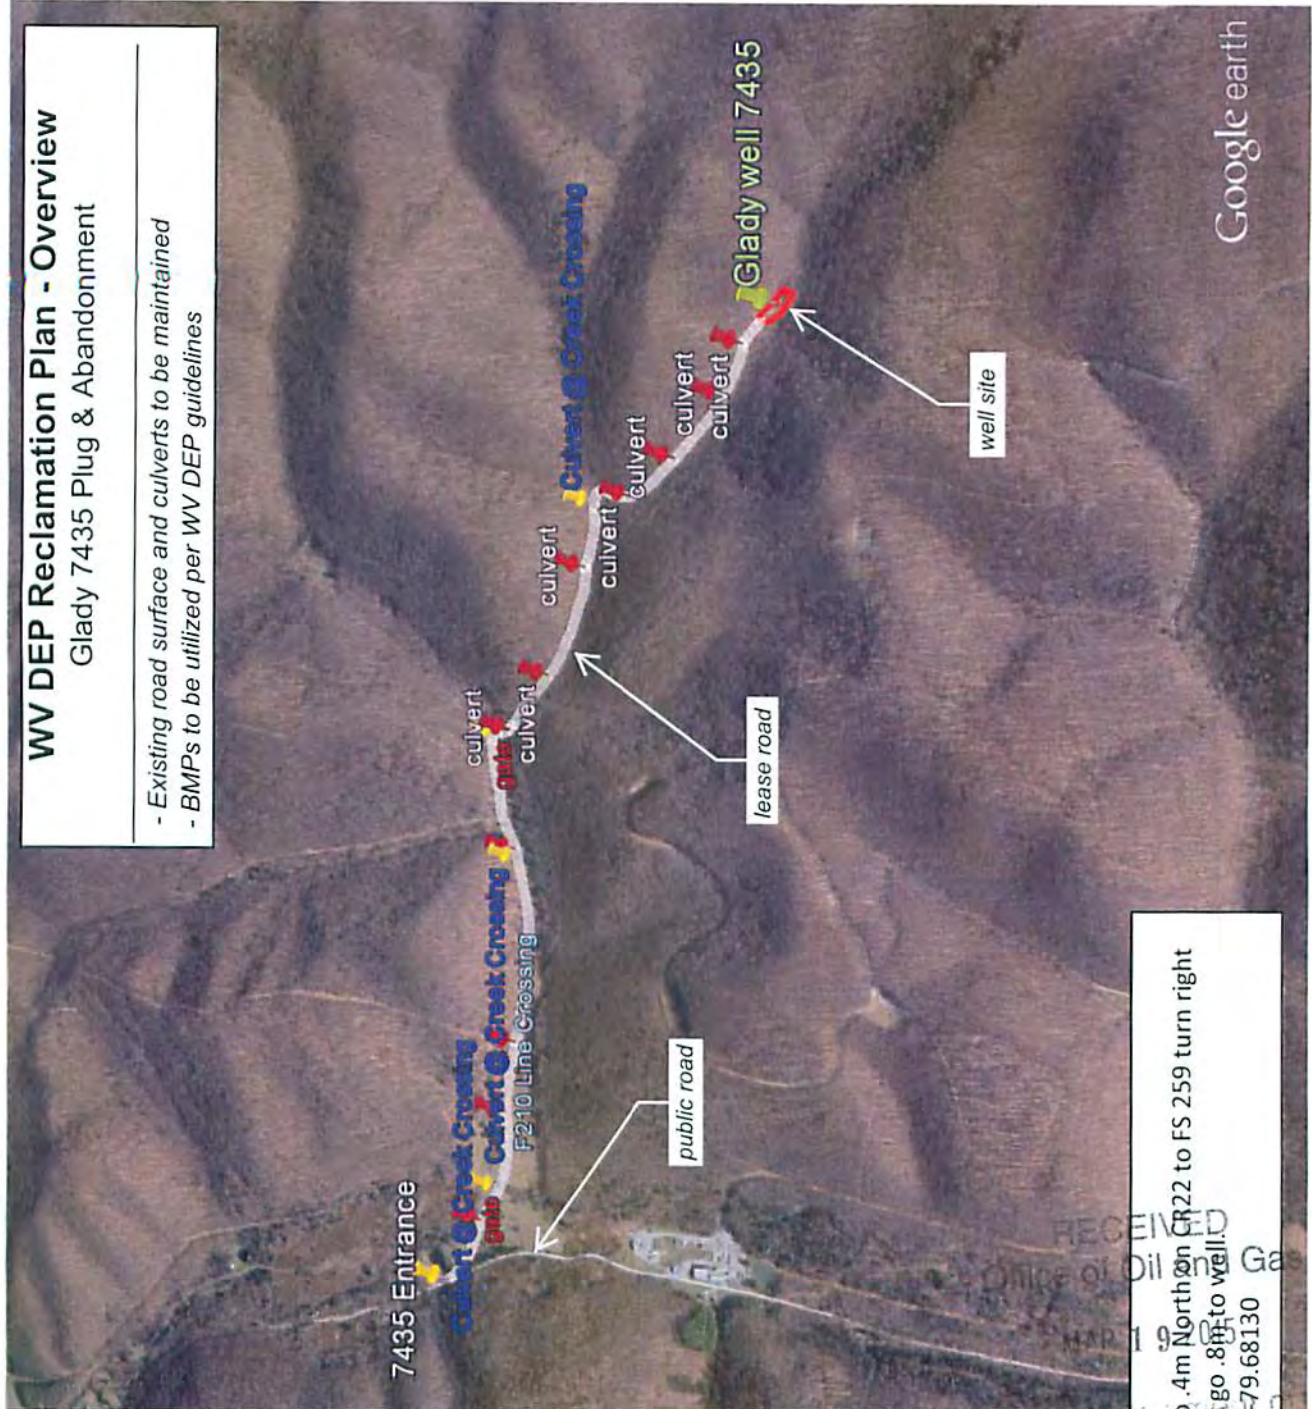 WV DEP Reclamation Plan - Overview
Glady 7435 Plug & Abandonment
- Existing road surface and culverts to be maintained
- BMPs to be utilized per WV DEP guidelines
7435 Entrance
Culvert @ Creek Crossing
gate
Culvert @ Creek Crossing
F210 Line Crossing
gate
culvert
culvert
culvert
culvert
Culvert @ Creek Crossing
culvert
culvert
culvert
Glady well 7435
public road
lease road
well site
.4m North on CR22 to FS 259 turn right
go .8m to well.
79.68130
RECEIVED
Office of Oil and Gas
MAR 19 2015
Google earth